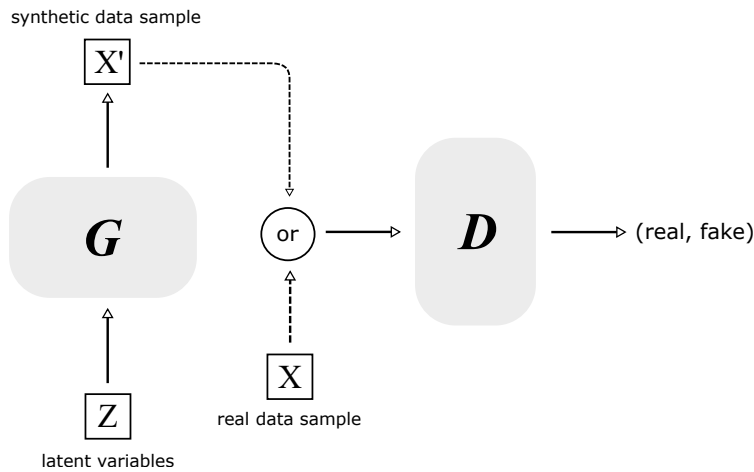 synthetic data sample
X'
G
or
D
(real, fake)
X
real data sample
Z
latent variables